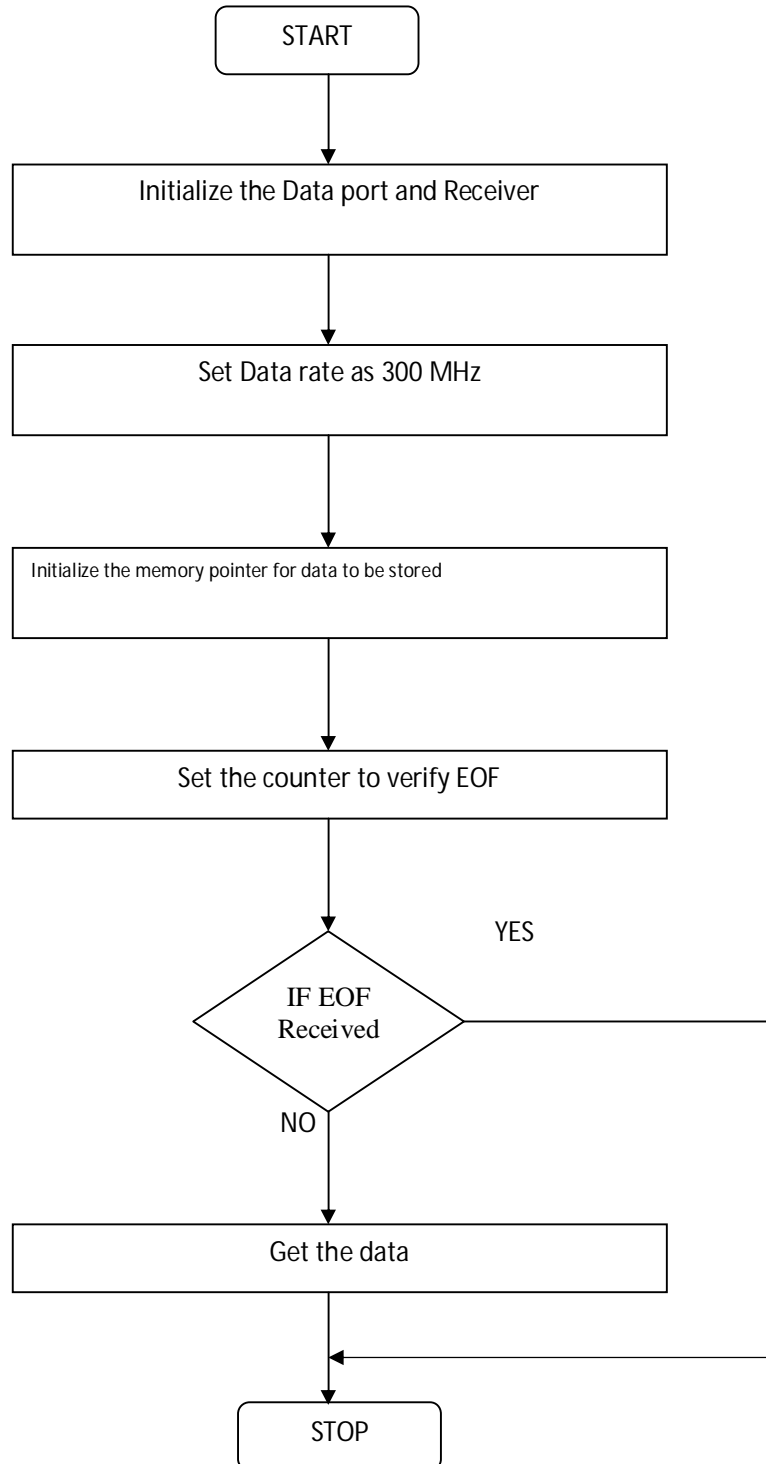 START
Initialize the Data port and Receiver
Set Data rate as 300 MHz
Initialize the memory pointer for data to be stored
Set the counter to verify EOF
YES
IF EOF
Received
NO
Get the data
STOP